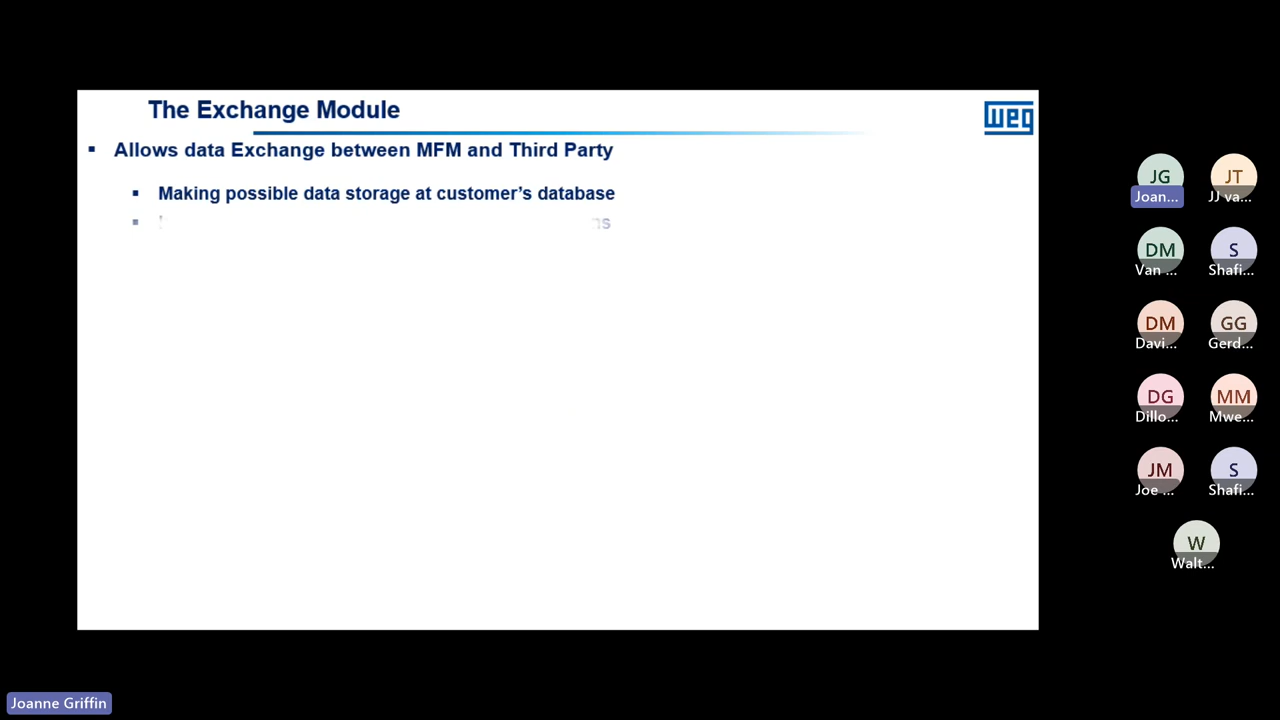 The Exchange Module
weg
Allows data Exchange between MFM and Third Party
Making possible data storage at customer's database
JG
Joan...
JT
JJ va...
DM
Van ...
S
Shafi...
DM
Davi...
GG
Gerd...
DG
Dillo...
MM
Mwe...
JM
Joe ...
S
Shafi...
W
Walt...
Joanne Griffin